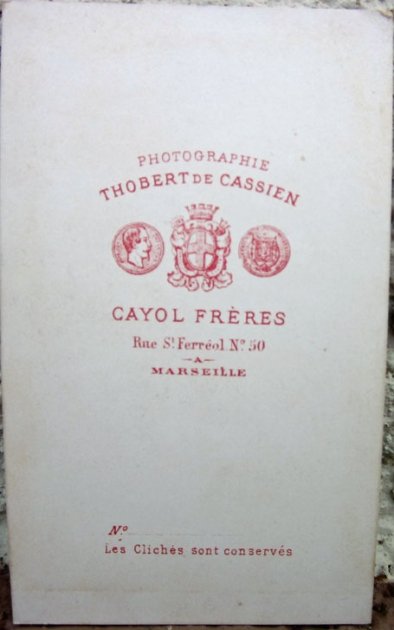 PHOTOGRAPHIE
THOBERT DE CASSIEN
CAYOL FRÈRES
Rue St Ferréol No 50
A
MARSEILLE
No
Les Clichés sont conservés